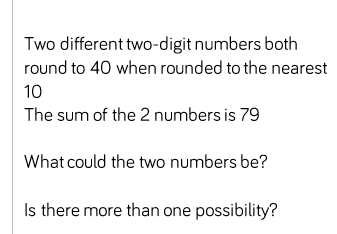 Two different two-digit numbers both
round to 40 when rounded to the nearest
10
The sum of the 2 numbers is 79
What could the two numbers be?
Is there more than one possibility?